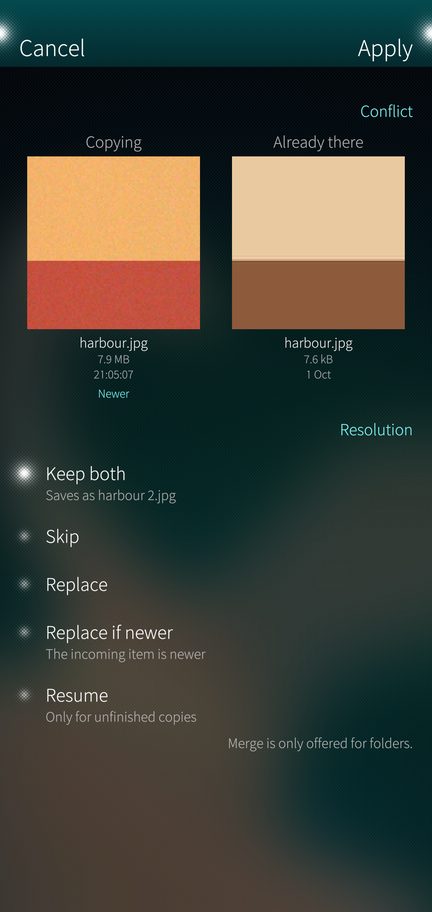 Cancel
Apply
Conflict
Copying
Already there
harbour.jpg
7.9 MB
21:05:07
Newer
harbour.jpg
7.6 kB
1 Oct
Resolution
Keep both
Saves as harbour 2.jpg
Skip
Replace
Replace if newer
The incoming item is newer
Resume
Only for unfinished copies
Merge is only offered for folders.